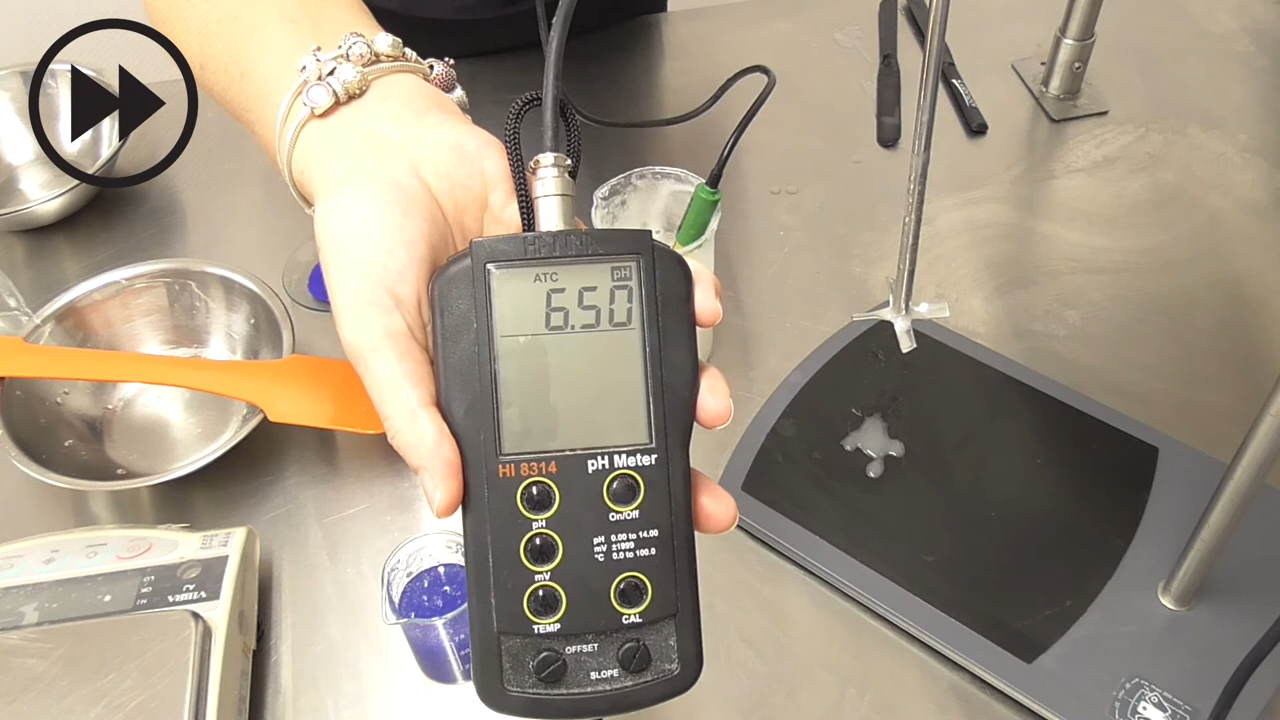 HANNA
ATC pH
6.50
HI 8314 pH Meter
pH
On/Off
pH 0.00 to 14.00
mV ±1999
°C 0.0 to 100.0
mV
TEMP
CAL
OFFSET
SLOPE
VIBRA